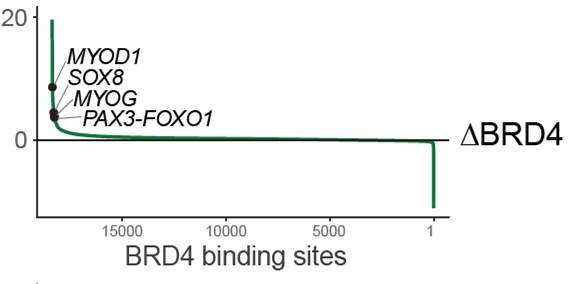 20
MYOD1
SOX8
MYOG
PAX3-FOXO1
0
ΔBRD4
15000 10000 5000 1
BRD4 binding sites